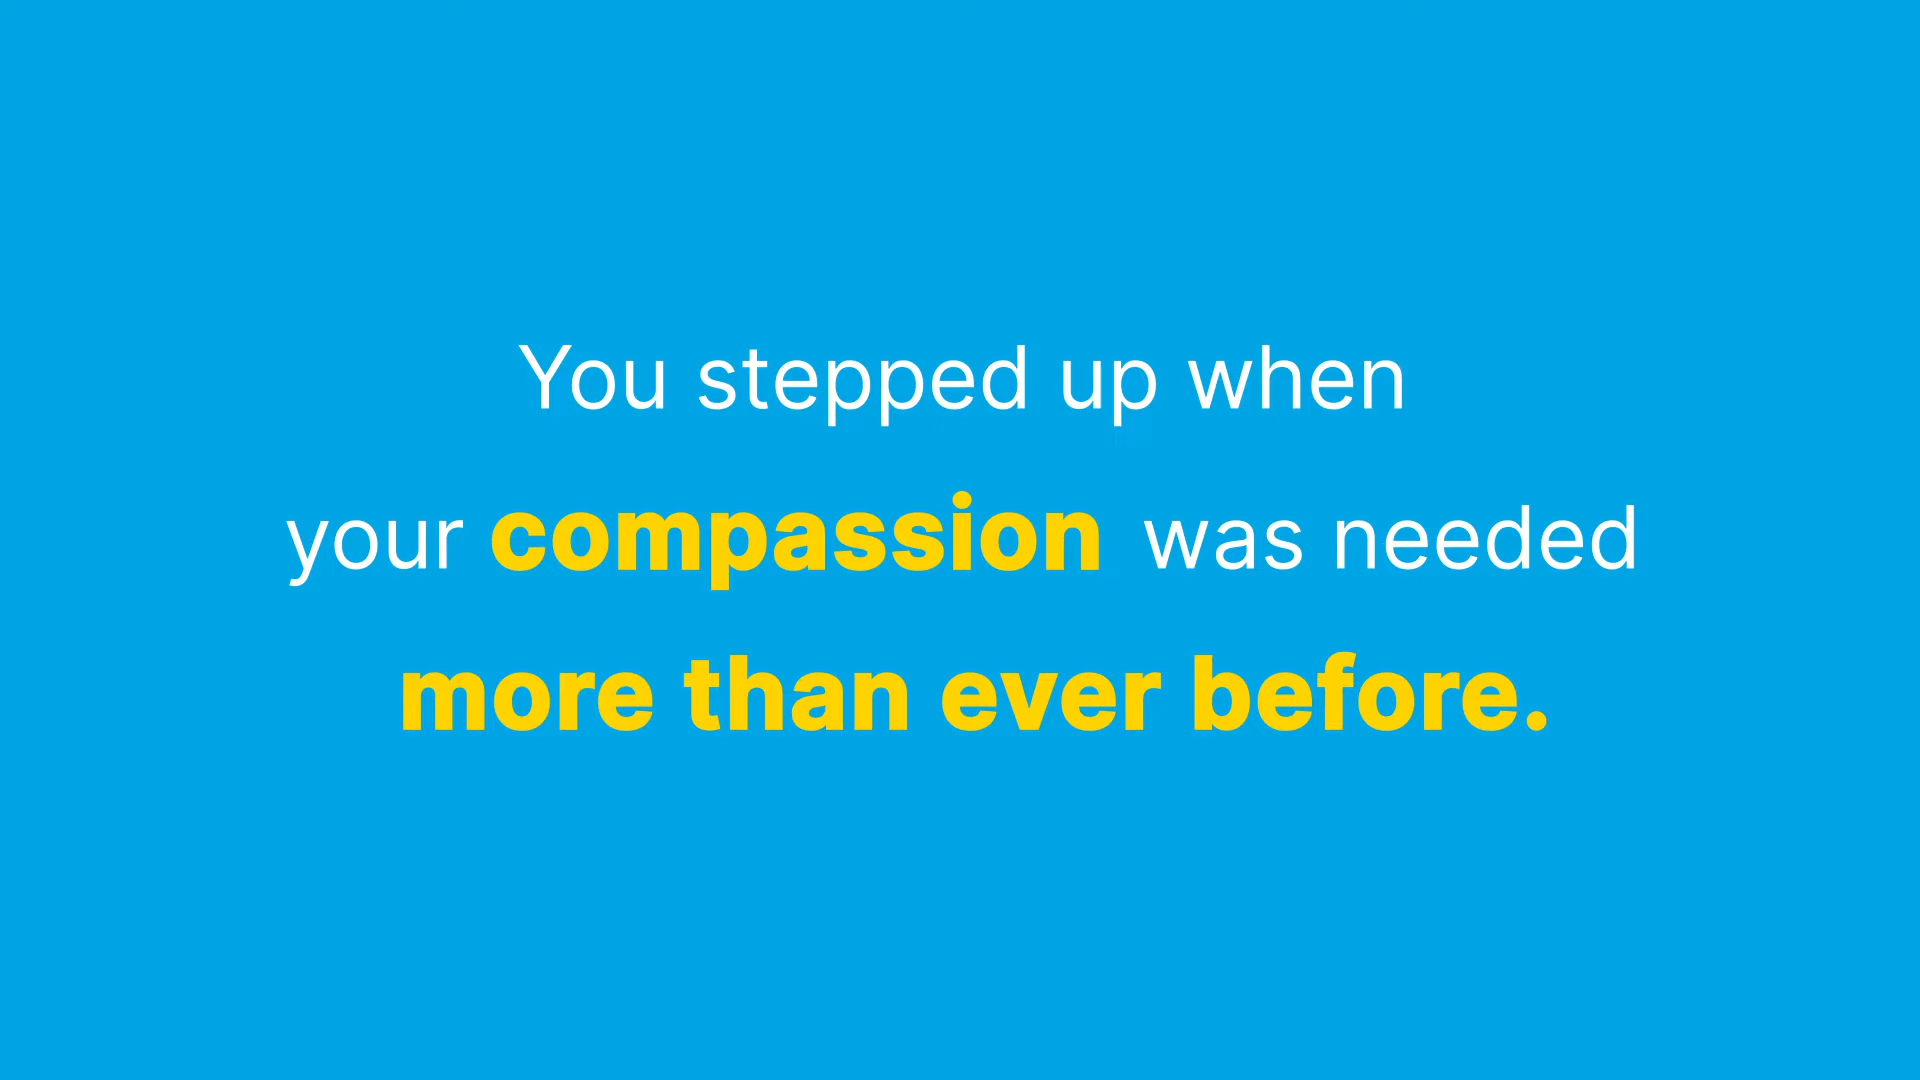 You stepped up when
your compassion was needed
more than ever before.